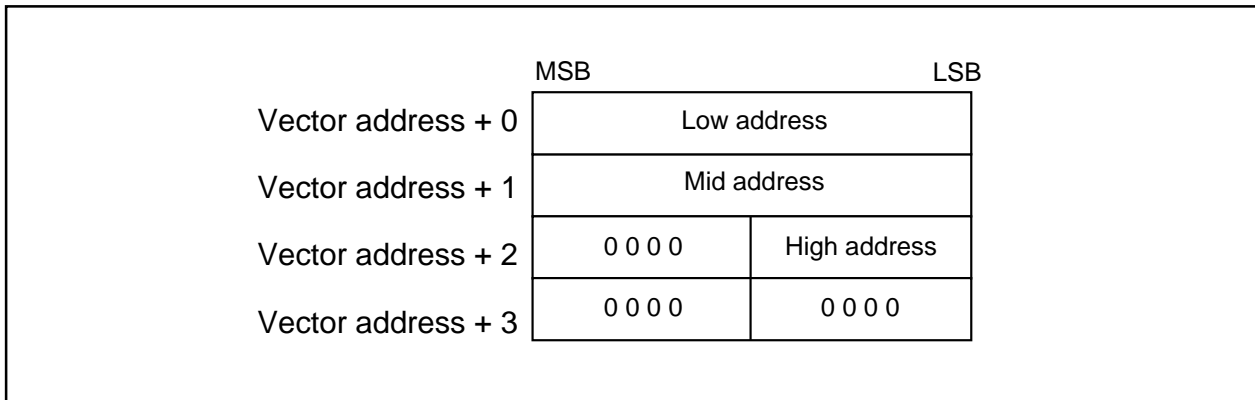 MSB LSB
Vector address + 0 Low address
Vector address + 1 Mid address
Vector address + 2 0 0 0 0 High address
Vector address + 3 0 0 0 0 0 0 0 0